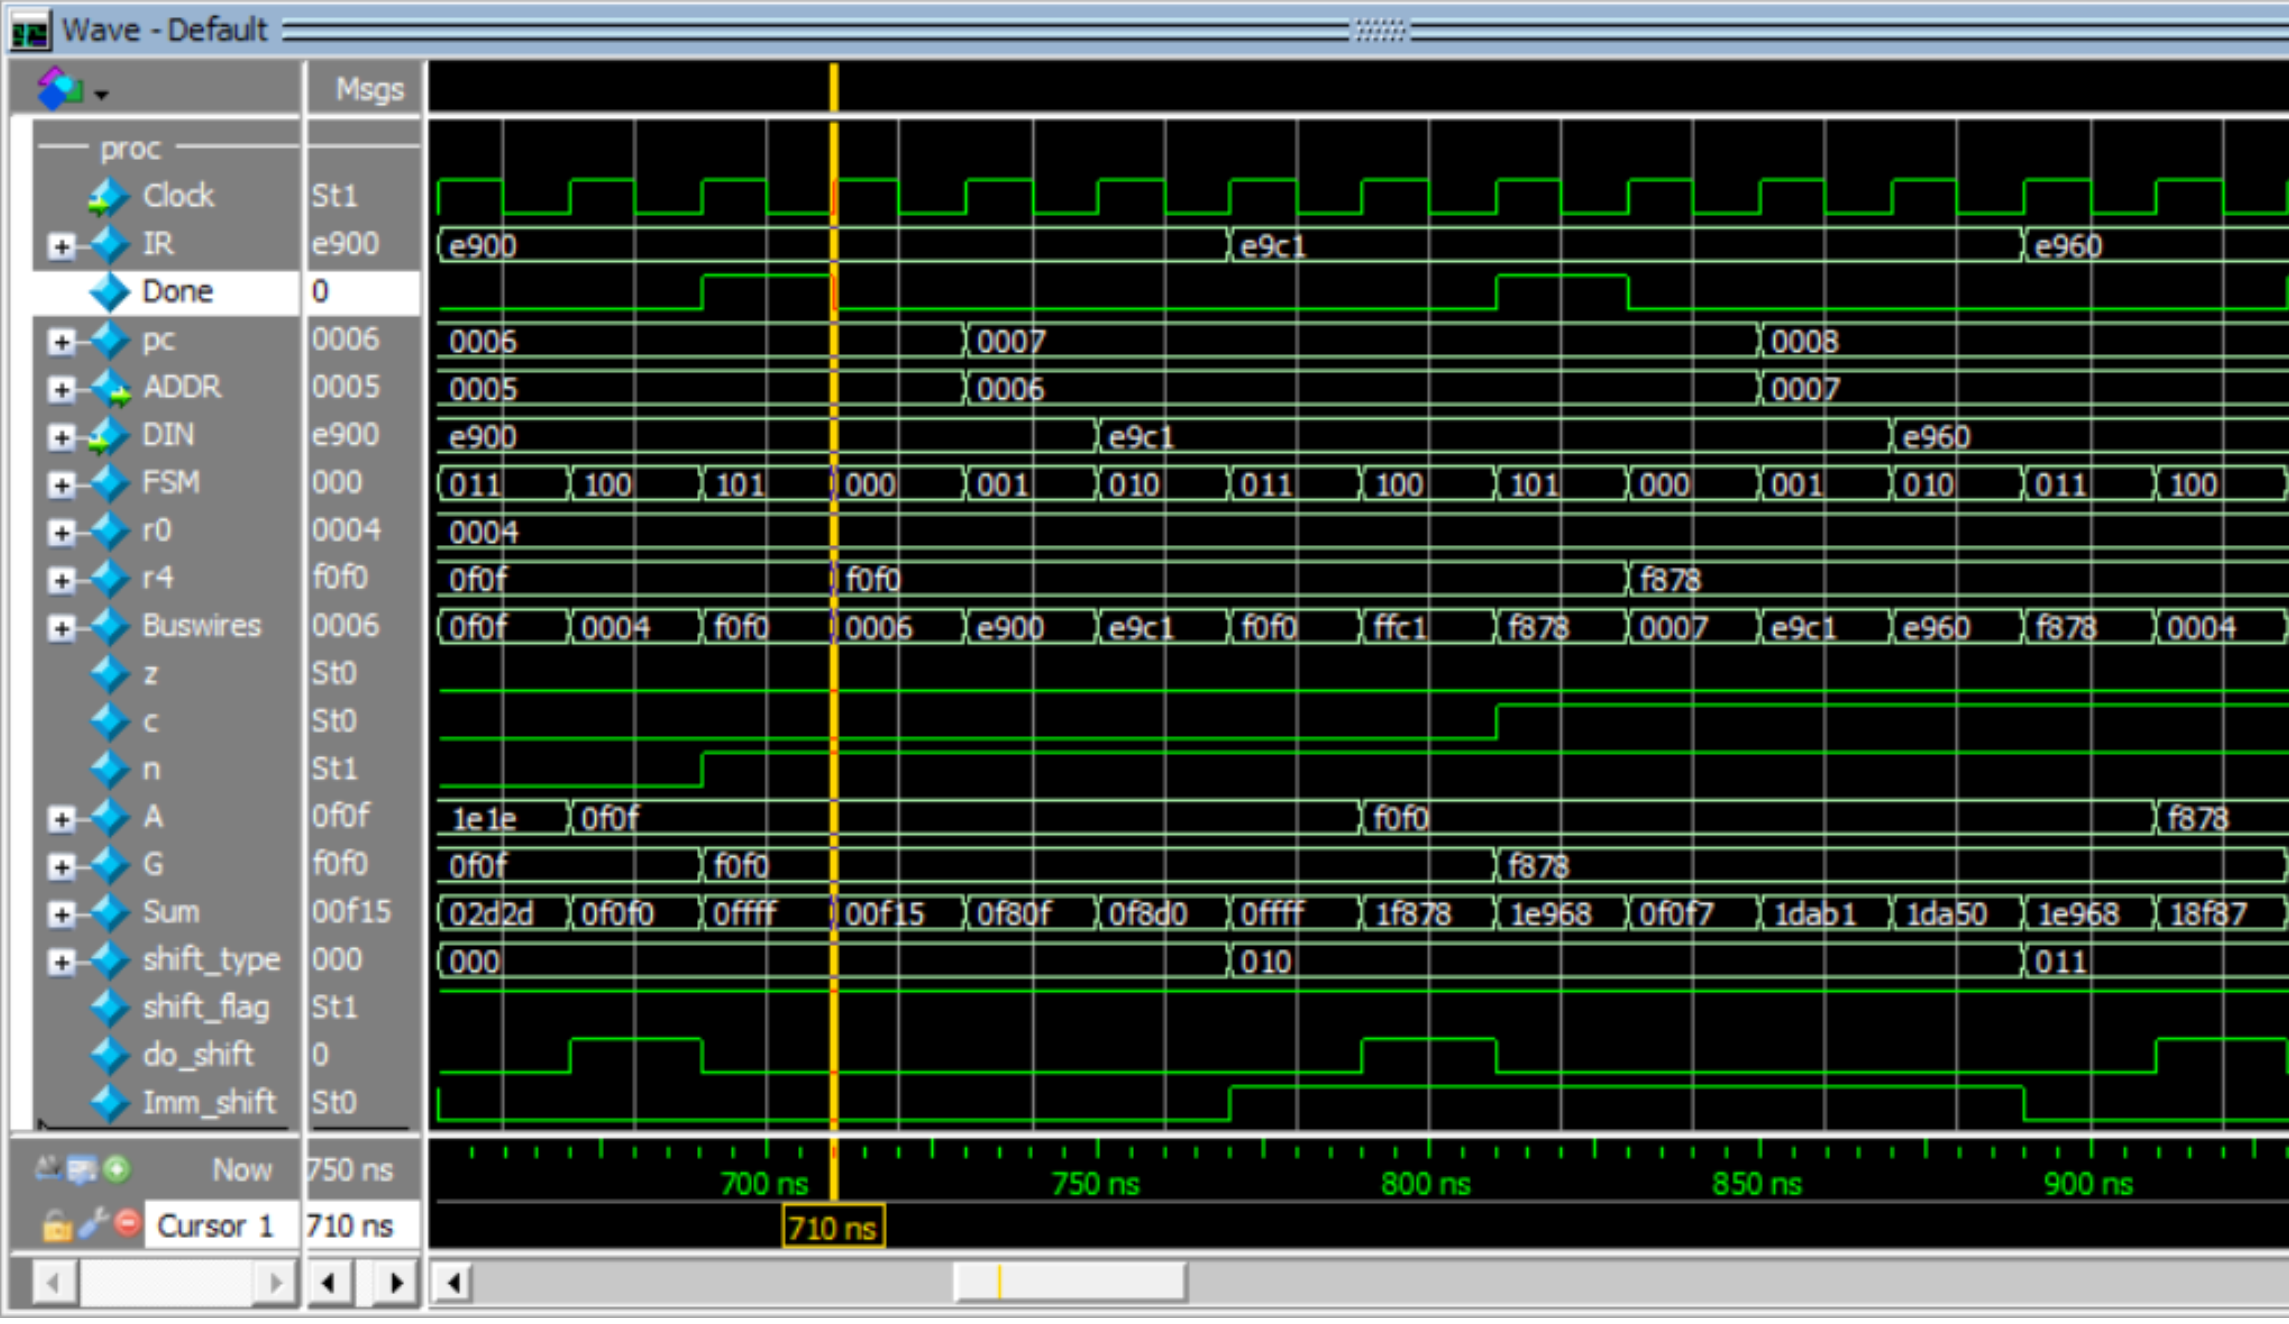 Wave - Default
Msgs
proc
Clock St1
IR e900 e900 e9c1 e960
Done 0
pc 0006 0006 0007 0008
ADDR 0005 0005 0006 0007
DIN e900 e900 e9c1 e960
FSM 000 011 100 101 000 001 010 011 100 101 000 001 010 011 100
r0 0004 0004
r4 f0f0 0f0f f0f0 f878
Buswires 0006 0f0f 0004 f0f0 0006 e900 e9c1 f0f0 ffc1 f878 0007 e9c1 e960 f878 0004
z St0
c St0
n St1
A 0f0f 1e1e 0f0f f0f0 f878
G f0f0 0f0f f0f0 f878
Sum 00f15 02d2d 0f0f0 0ffff 00f15 0f80f 0f8d0 0ffff 1f878 1e968 0f0f7 1dab1 1da50 1e968 18f87
shift_type 000 000 010 011
shift_flag St1
do_shift 0
Imm_shift St0
Now 750 ns 700 ns 750 ns 800 ns 850 ns 900 ns
Cursor 1 710 ns 710 ns